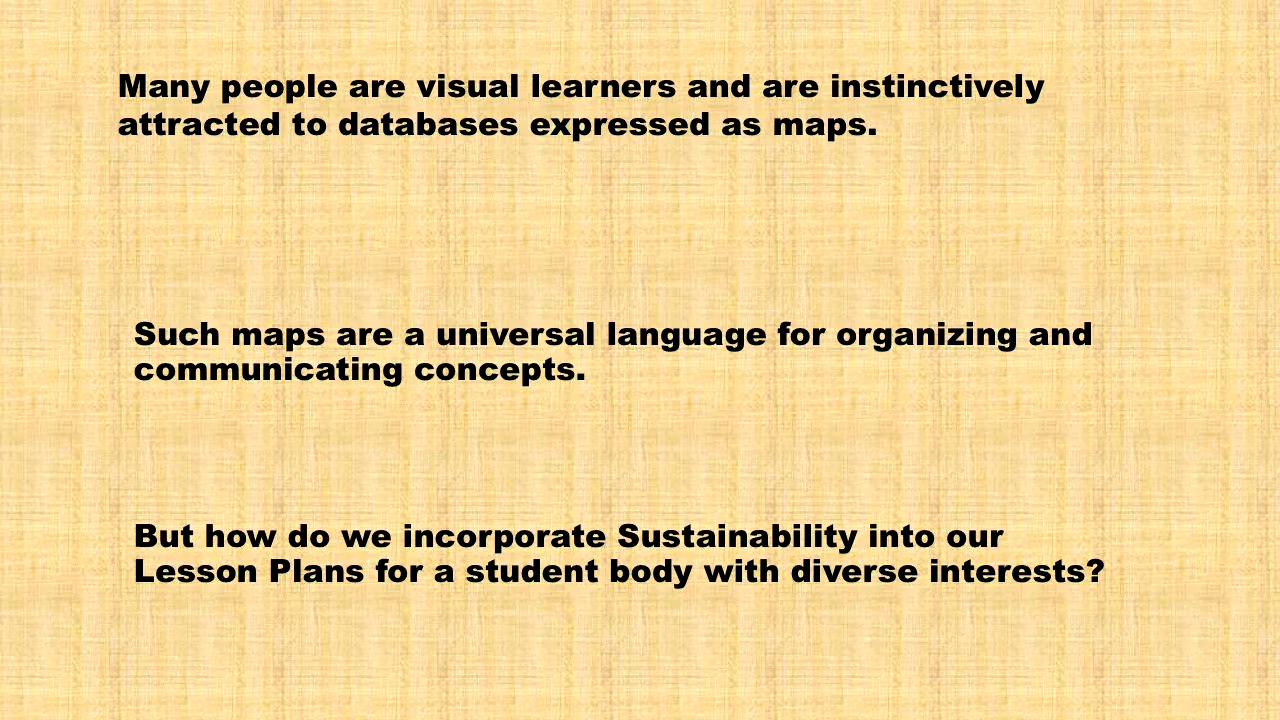 Many people are visual learners and are instinctively
attracted to databases expressed as maps.
Such maps are a universal language for organizing and
communicating concepts.
But how do we incorporate Sustainability into our
Lesson Plans for a student body with diverse interests?